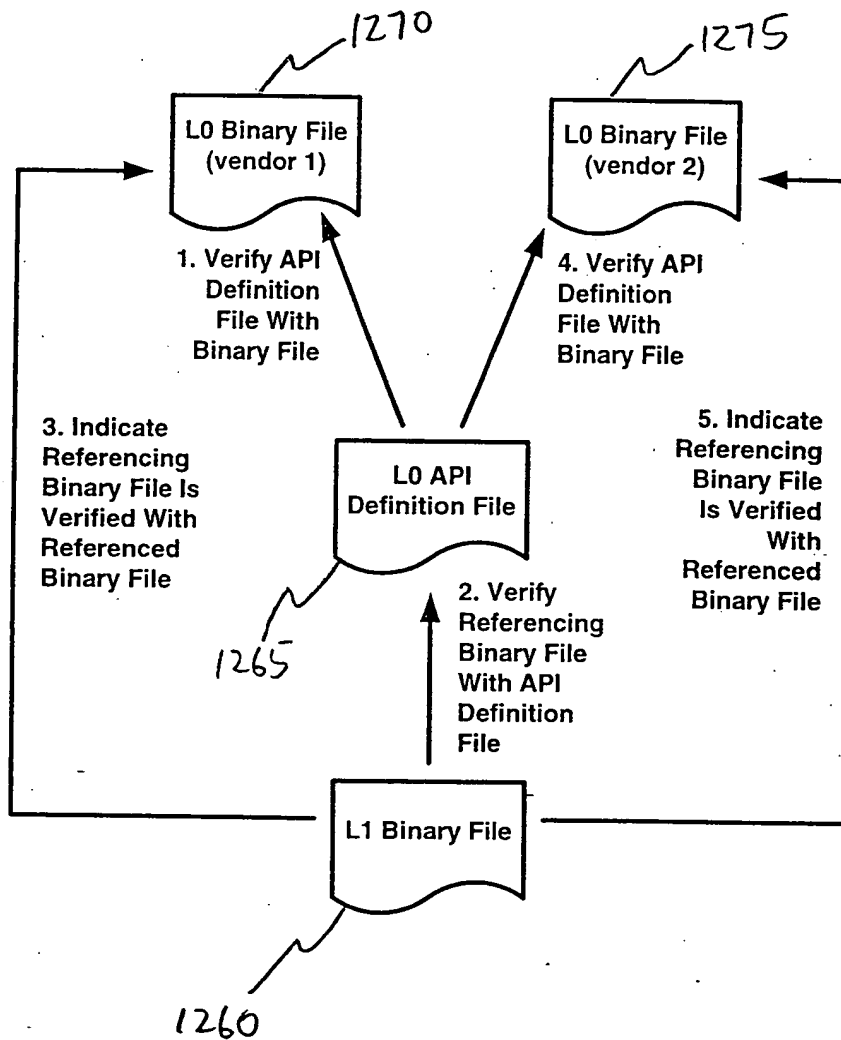 1270
1275
L0 Binary File
(vendor 1)
L0 Binary File
(vendor 2)
1. Verify API
Definition
File With
Binary File
4. Verify API
Definition
File With
Binary File
3. Indicate
Referencing
Binary File Is
Verified With
Referenced
Binary File
L0 API
Definition File
5. Indicate
Referencing
Binary File
Is Verified
With
Referenced
Binary File
1265
2. Verify
Referencing
Binary File
With API
Definition
File
L1 Binary File
1260